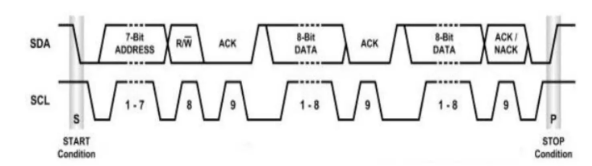 SDA
7-Bit
ADDRESS
R/W̅
ACK
8-Bit
DATA
ACK
8-Bit
DATA
ACK /
NACK
SCL
S
1 - 7
8
9
1 - 8
9
1 - 8
9
P
START
Condition
STOP
Condition